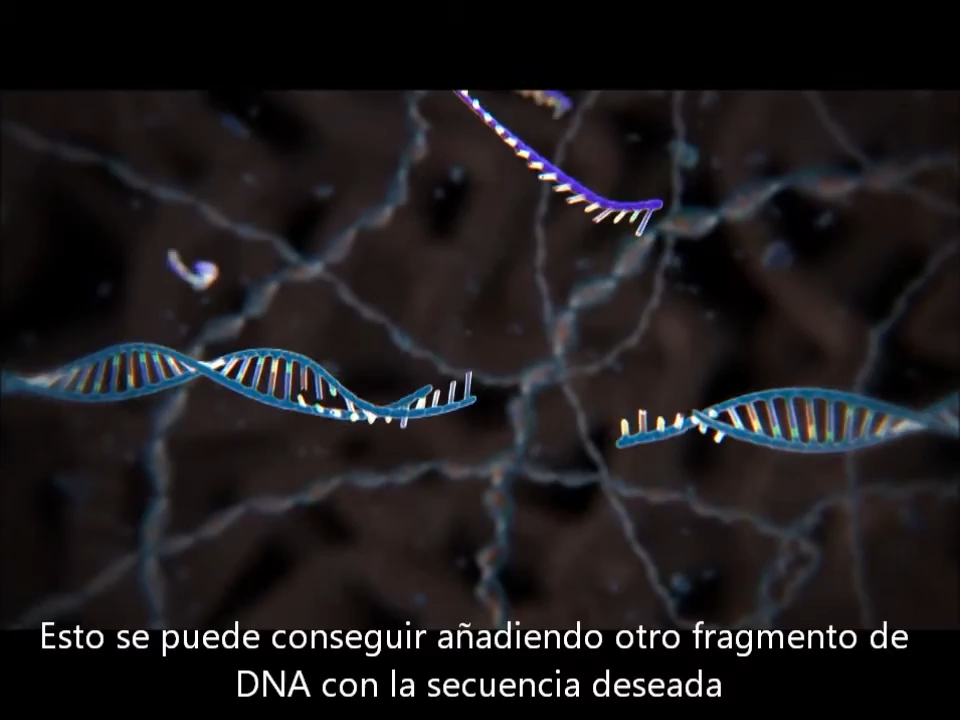 Esto se puede conseguir añadiendo otro fragmento de
DNA con la secuencia deseada